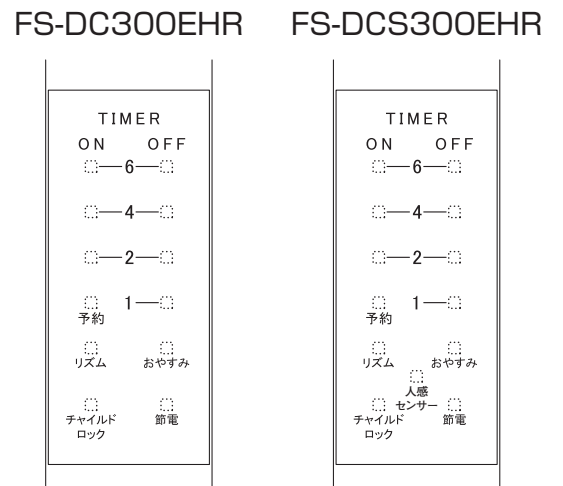 FS-DC300EHR
TIMER
ON OFF
6
4
2
1
予約
リズム おやすみ
チャイルド
ロック
節電
FS-DCS300EHR
TIMER
ON OFF
6
4
2
1
予約
リズム おやすみ
人感
センサー
チャイルド
ロック
節電